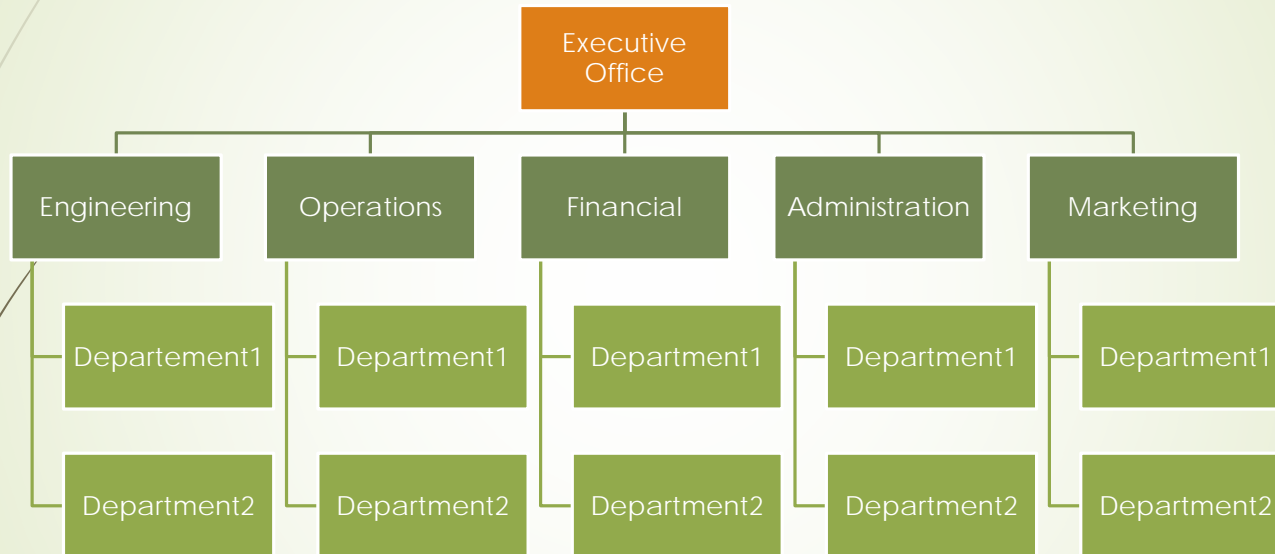 Executive
Office
Engineering
Operations
Financial
Administration
Marketing
Departement1
Department1
Department1
Department1
Department1
Department2
Department2
Department2
Department2
Department2